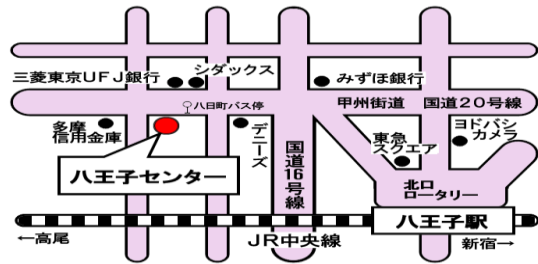 三菱東京UFJ銀行
シダックス
みずほ銀行
八日町バス停
甲州街道 国道20号線
多摩
信用金庫
デニーズ
国道16号線
東急
スクエア
ヨドバシ
カメラ
八王子センター
北口
ロータリー
八王子駅
←高尾
JR中央線
新宿→